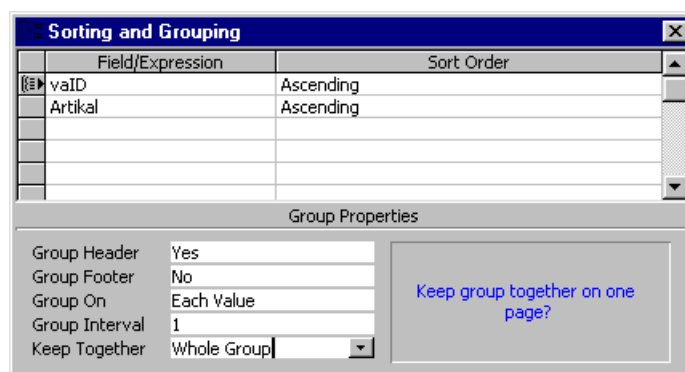 Sorting and Grouping
Field/Expression Sort Order
vaID Ascending
Artikal Ascending
Group Properties
Group Header Yes
Group Footer No
Group On Each Value
Group Interval 1
Keep Together Whole Group
Keep group together on one
page?